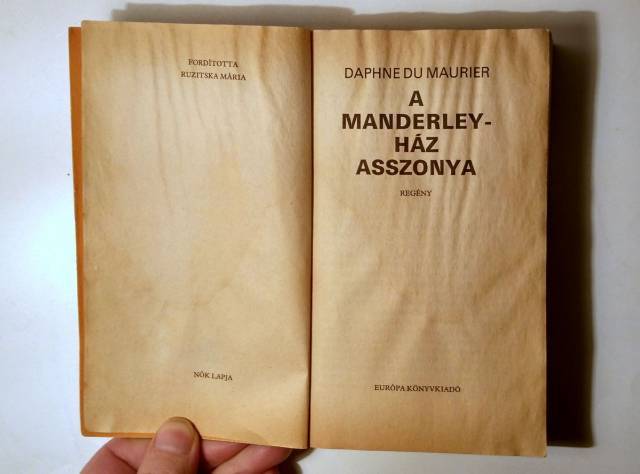 FORDÍTOTTA
RUZITSKA MÁRIA
NŐK LAPJA
DAPHNE DU MAURIER
A
MANDERLEY-
HÁZ
ASSZONYA
REGÉNY
EURÓPA KÖNYVKIADÓ